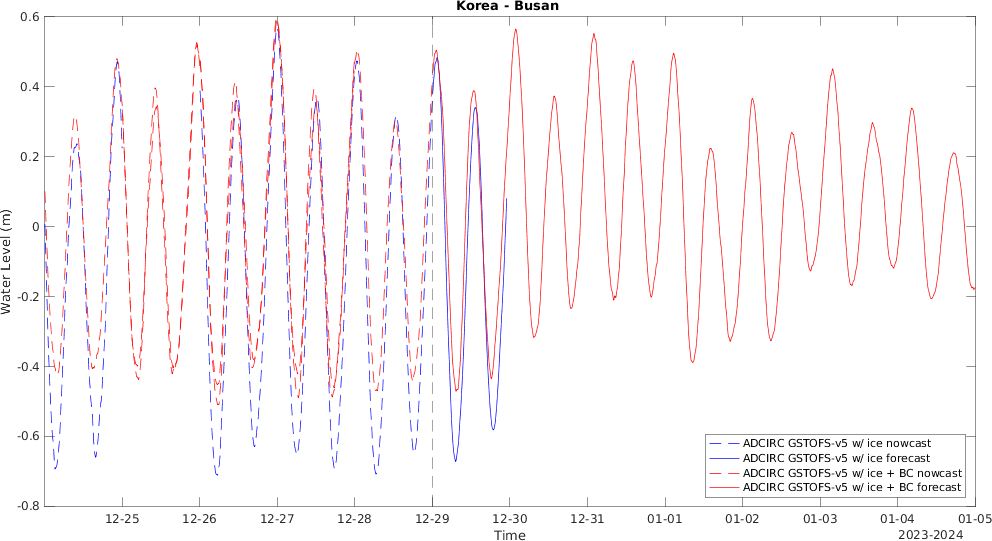 Korea - Busan
0.6
0.4
0.2
0
-0.2
-0.4
-0.6
-0.8
Water Level (m)
ADCIRC GSTOFS-v5 w/ ice nowcast
ADCIRC GSTOFS-v5 w/ ice forecast
ADCIRC GSTOFS-v5 w/ ice + BC nowcast
ADCIRC GSTOFS-v5 w/ ice + BC forecast
12-25 12-26 12-27 12-28 12-29 12-30 12-31 01-01 01-02 01-03 01-04 01-05
Time
2023-2024